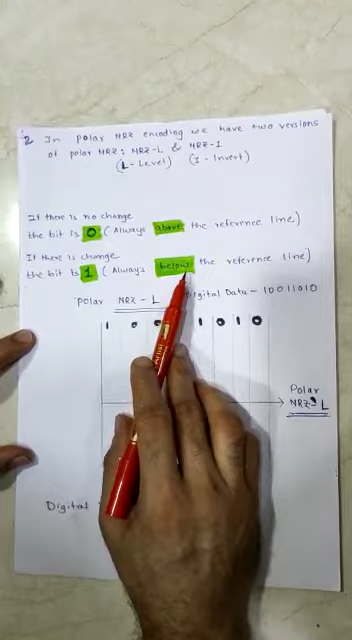 2. In Polar NRZ encoding we have two versions
of polar NRZ: NRZ-L & NRZ-I
(L-Level) (I-Invert)
If there is no change
the bit is 0 (Always above the reference line)
If there is change
the bit is 1 (Always below the reference line)
Polar NRZ - L Digital Data - 10011010
1 0 0 1 0 1 0
Polar
NRZ-L
Digital